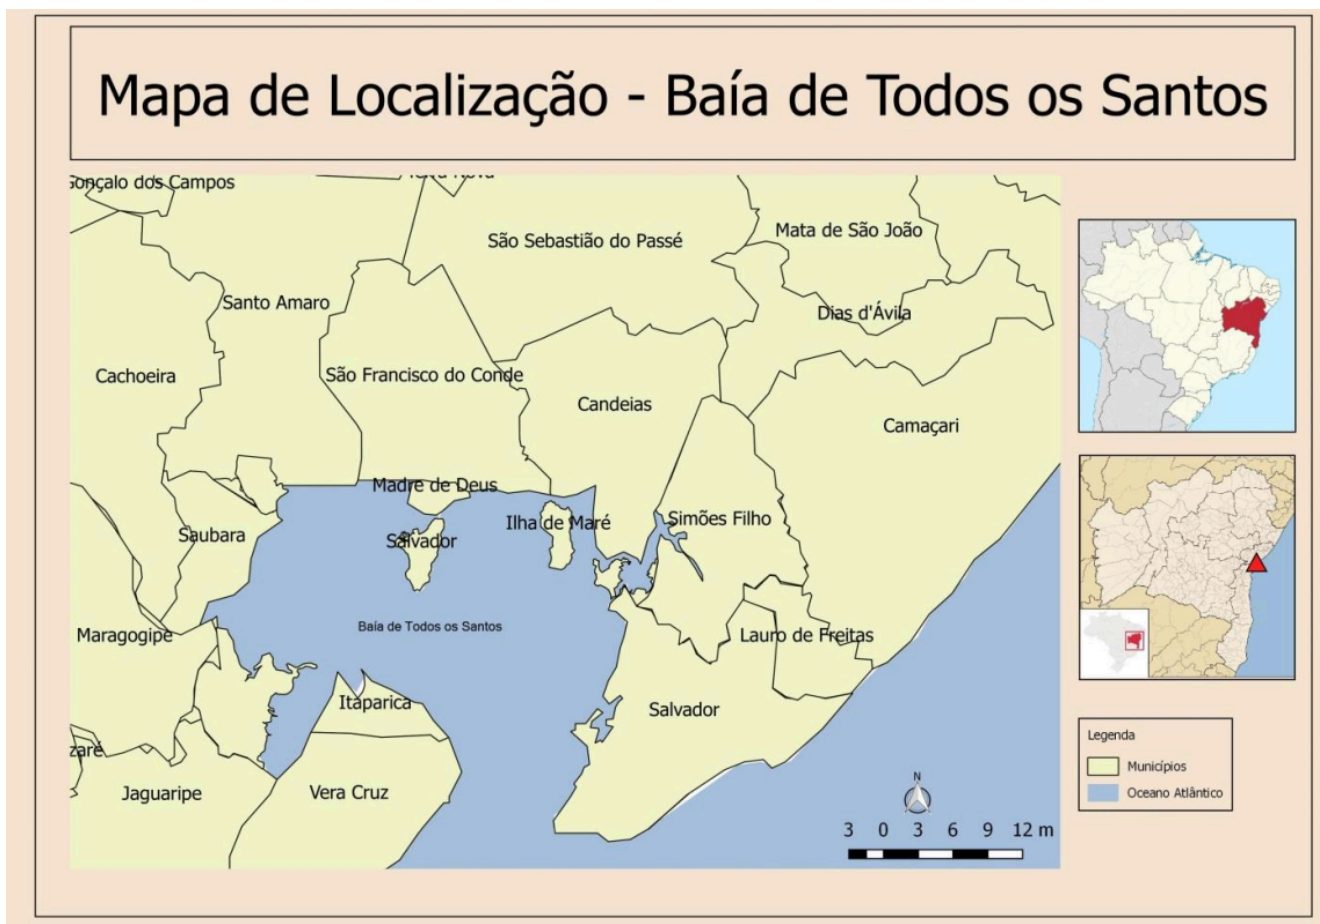 Mapa de Localização - Baía de Todos os Santos
Gonçalo dos Campos
São Sebastião do Passé
Mata de São João
Santo Amaro
Dias d'Ávila
Cachoeira
São Francisco do Conde
Candeias
Camaçari
Madre de Deus
Ilha de Maré
Simões Filho
Saubara
Salvador
Baía de Todos os Santos
Maragogipe
Lauro de Freitas
Itaparica
Salvador
zaré
Jaguaripe
Vera Cruz
N
3 0 3 6 9 12 m
Legenda
Municípios
Oceano Atlântico